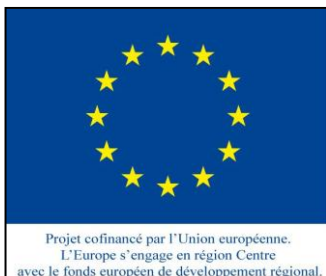 Projet cofinancé par l'Union européenne.
L'Europe s'engage en région Centre
avec le fonds européen de développement régional.